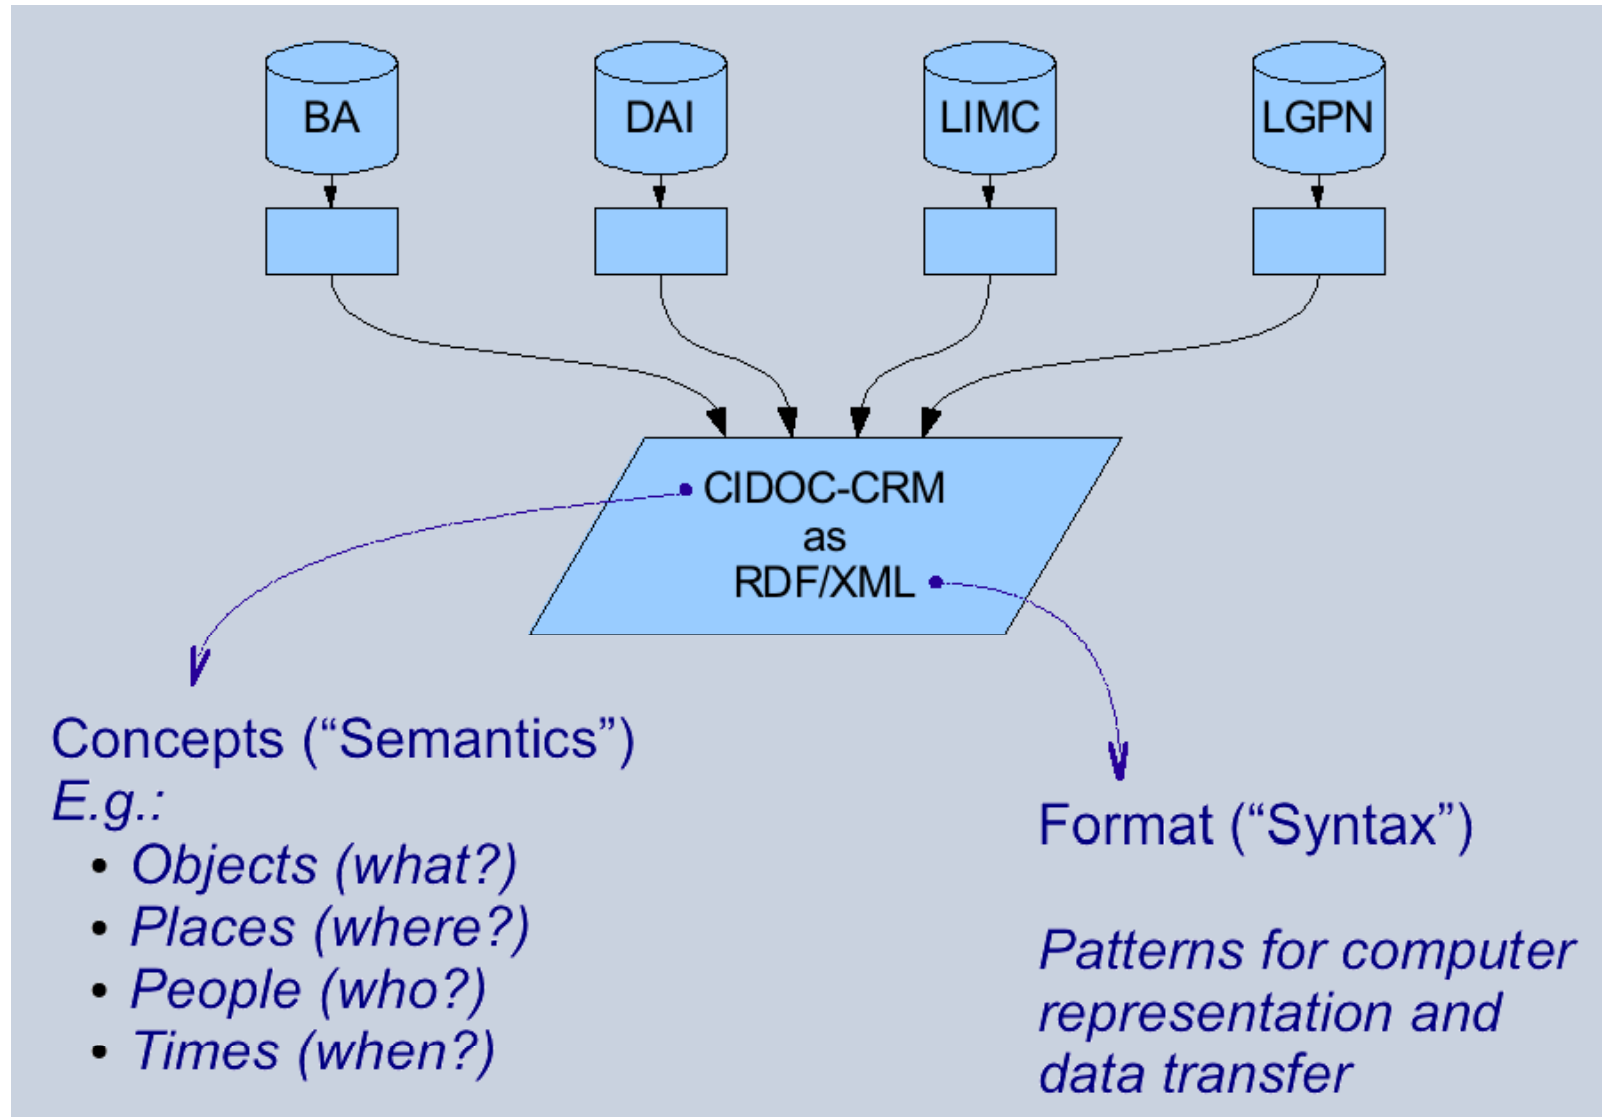 BA
DAI
LIMC
LGPN
CIDOC-CRM
as
RDF/XML
Concepts (“Semantics”)
E.g.:
• Objects (what?)
• Places (where?)
• People (who?)
• Times (when?)
Format (“Syntax”)
Patterns for computer
representation and
data transfer